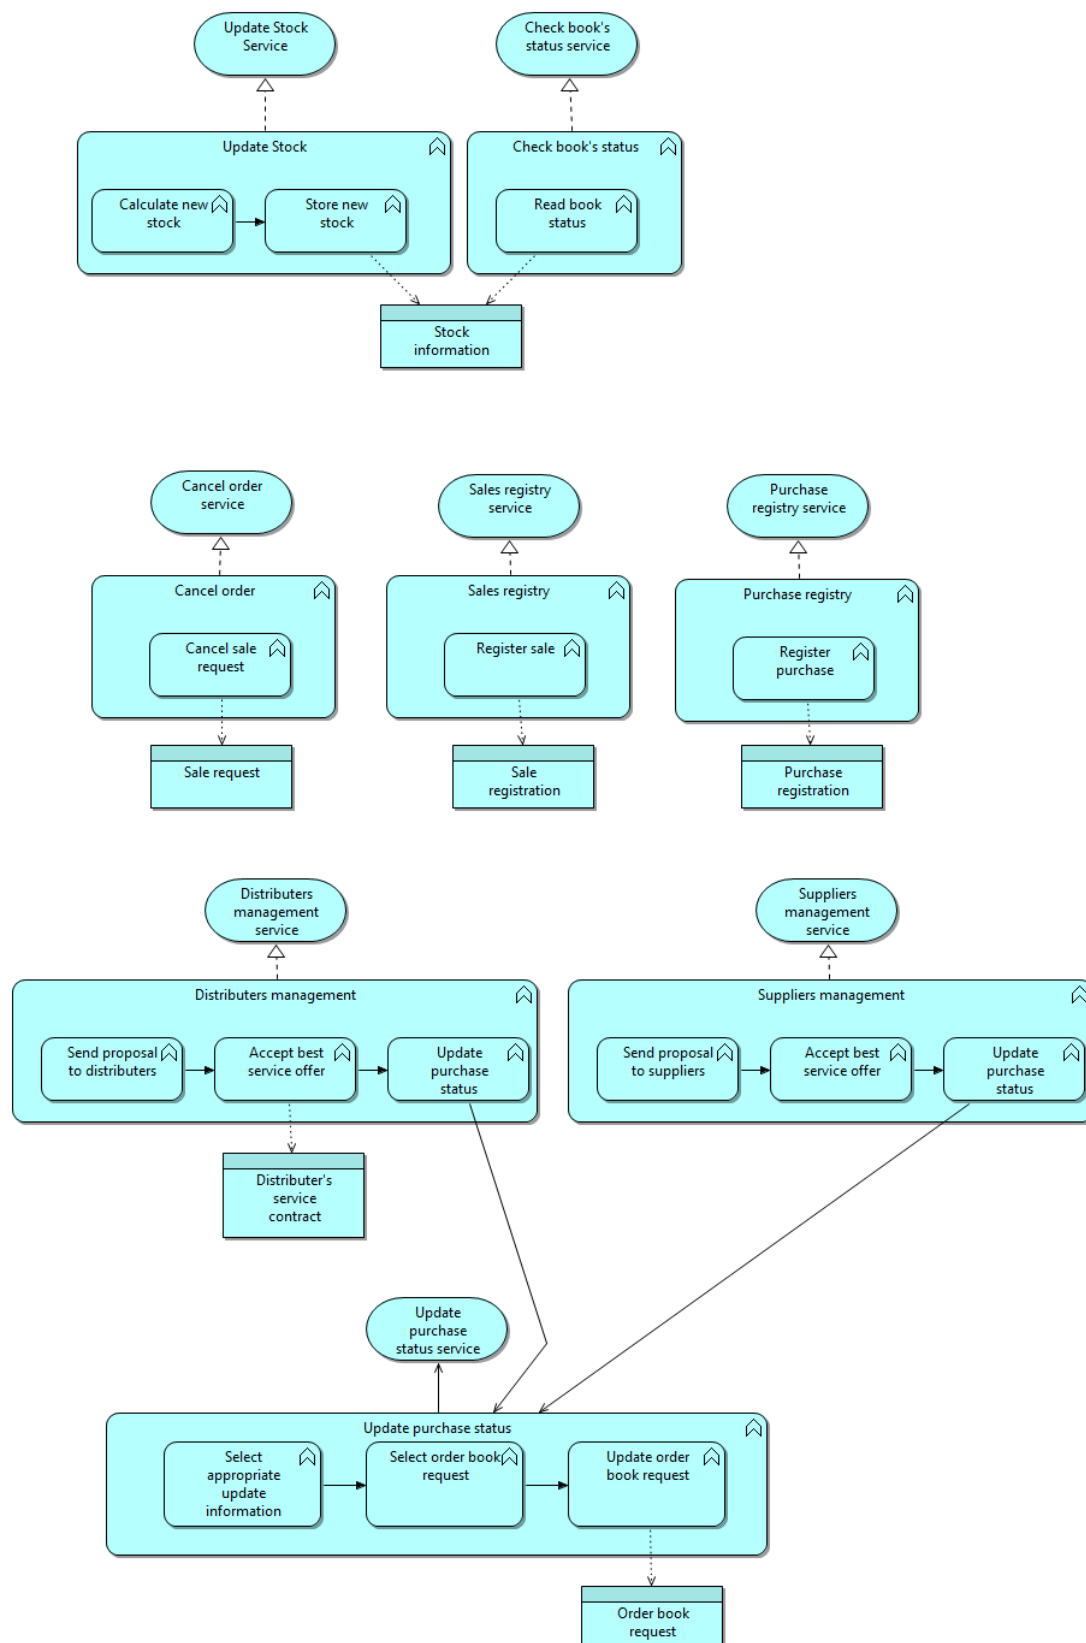 Update Stock
Service
Check book's
status service
Update Stock
Check book's status
Calculate new
stock
Store new
stock
Read book
status
Stock
information
Cancel order
service
Sales registry
service
Purchase
registry service
Cancel order
Sales registry
Purchase registry
Cancel sale
request
Register sale
Register
purchase
Sale request
Sale
registration
Purchase
registration
Distributers
management
service
Suppliers
management
service
Distributers management
Suppliers management
Send proposal
to distributers
Accept best
service offer
Update
purchase
status
Send proposal
to suppliers
Accept best
service offer
Update
purchase
status
Distributer's
service
contract
Update
purchase
status service
Update purchase status
Select
appropriate
update
information
Select order book
request
Update order
book request
Order book
request